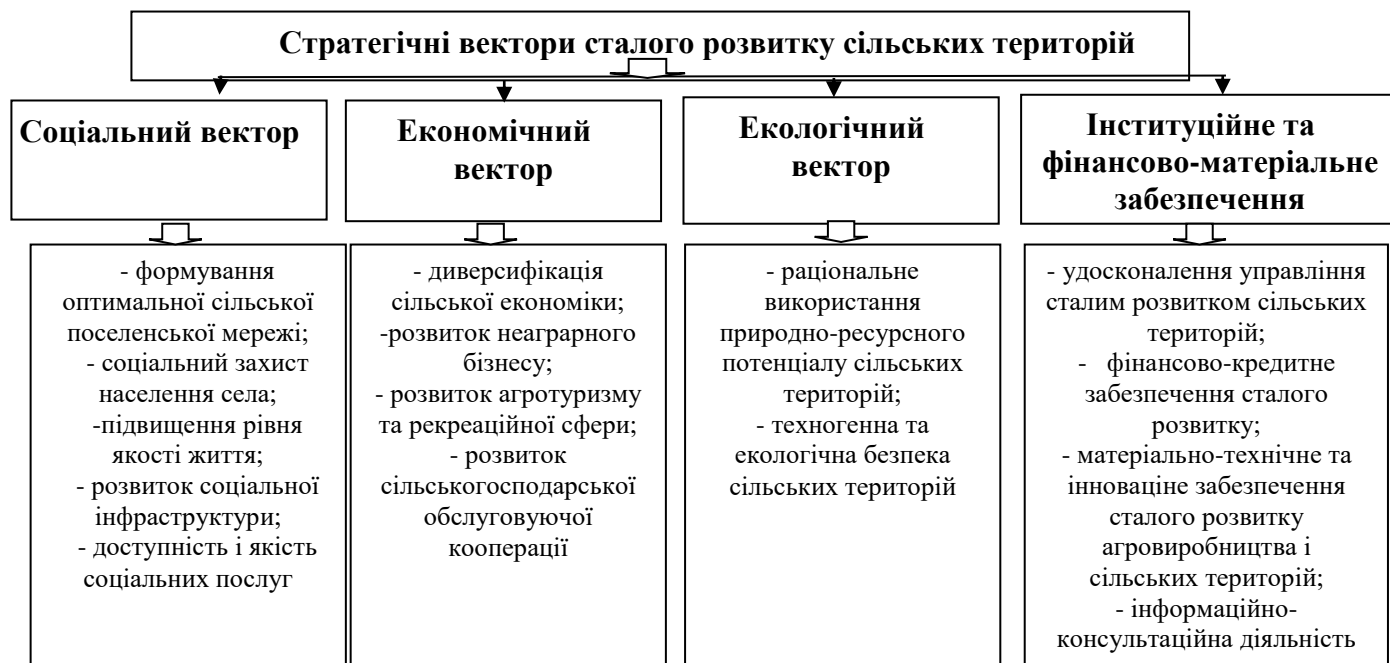 Стратегічні вектори сталого розвитку сільських територій
Соціальний вектор
Економічний
вектор
Екологічний
вектор
Інституційне та
фінансово-матеріальне
забезпечення
- формування
оптимальної сільської
поселенської мережі;
- соціальний захист
населення села;
-підвищення рівня
якості життя;
- розвиток соціальної
інфраструктури;
- доступність і якість
соціальних послуг
- диверсифікація
сільської економіки;
-розвиток неаграрного
бізнесу;
- розвиток агротуризму
та рекреаційної сфери;
- розвиток
сільськогосподарської
обслуговуючої
кооперації
- раціональне
використання
природно-ресурсного
потенціалу сільських
територій;
- техногенна та
екологічна безпека
сільських територій
- удосконалення управління
сталим розвитком сільських
територій;
- фінансово-кредитне
забезпечення сталого
розвитку;
- матеріально-технічне та
інноваціне забезпечення
сталого розвитку
агровиробництва і
сільських територій;
- інформаційно-
консультаційна діяльність